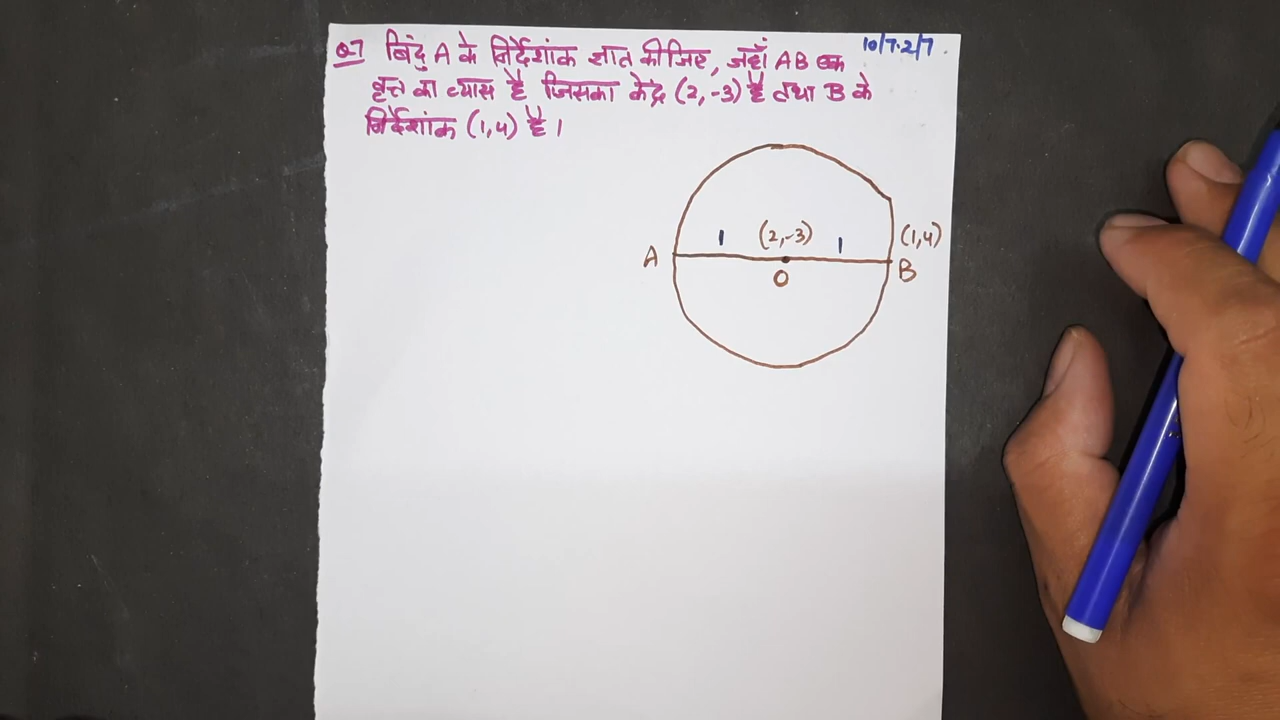 Q.7 बिंदु A के निर्देशांक ज्ञात कीजिए, जहाँ AB एक 10/7.2/7
वृत्त का व्यास है जिसका केंद्र (2,-3) है तथा B के
निर्देशांक (1,4) है।
1 (2,-3) 1 (1,4)
A O B